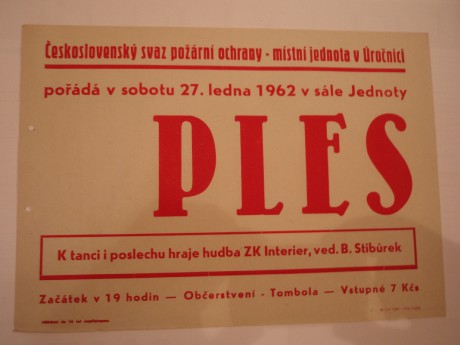 Československý svaz požární ochrany - místní jednota v Úročnici
pořádá v sobotu 27. ledna 1962 v sále Jednoty
PLES
K tanci i poslechu hraje hudba ZK Interier, ved. B. Stibůrek
Začátek v 19 hodin — Občerstvení - Tombola — Vstupné 7 Kčs